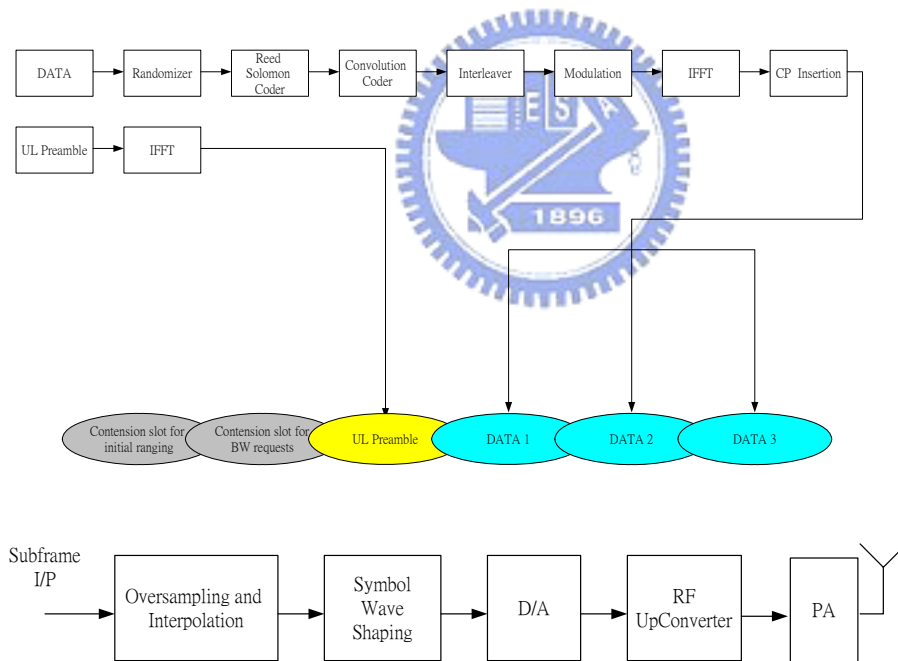 DATA
Randomizer
Reed
Solomon
Coder
Convolution
Coder
Interleaver
Modulation
IFFT
CP Insertion
UL Preamble
IFFT
E S
A
1896
Contension slot for
initial ranging
Contension slot for
BW requests
UL Preamble
DATA 1
DATA 2
DATA 3
Subframe
I/P
Oversampling and
Interpolation
Symbol
Wave
Shaping
D/A
RF
UpConverter
PA